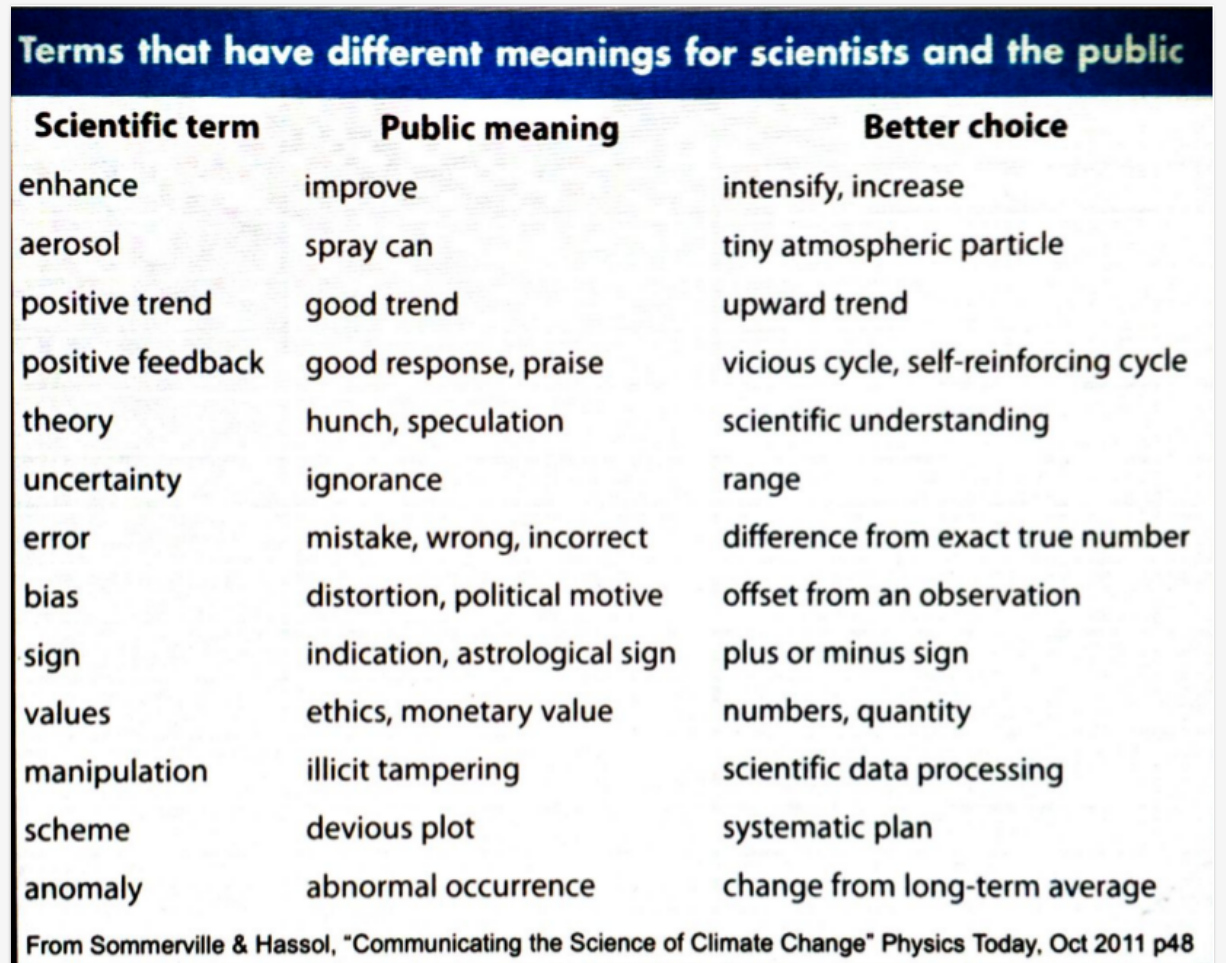 Terms that have different meanings for scientists and the public
Scientific term Public meaning Better choice
enhance improve intensify, increase
aerosol spray can tiny atmospheric particle
positive trend good trend upward trend
positive feedback good response, praise vicious cycle, self-reinforcing cycle
theory hunch, speculation scientific understanding
uncertainty ignorance range
error mistake, wrong, incorrect difference from exact true number
bias distortion, political motive offset from an observation
sign indication, astrological sign plus or minus sign
values ethics, monetary value numbers, quantity
manipulation illicit tampering scientific data processing
scheme devious plot systematic plan
anomaly abnormal occurrence change from long-term average
From Sommerville & Hassol, "Communicating the Science of Climate Change" Physics Today, Oct 2011 p48